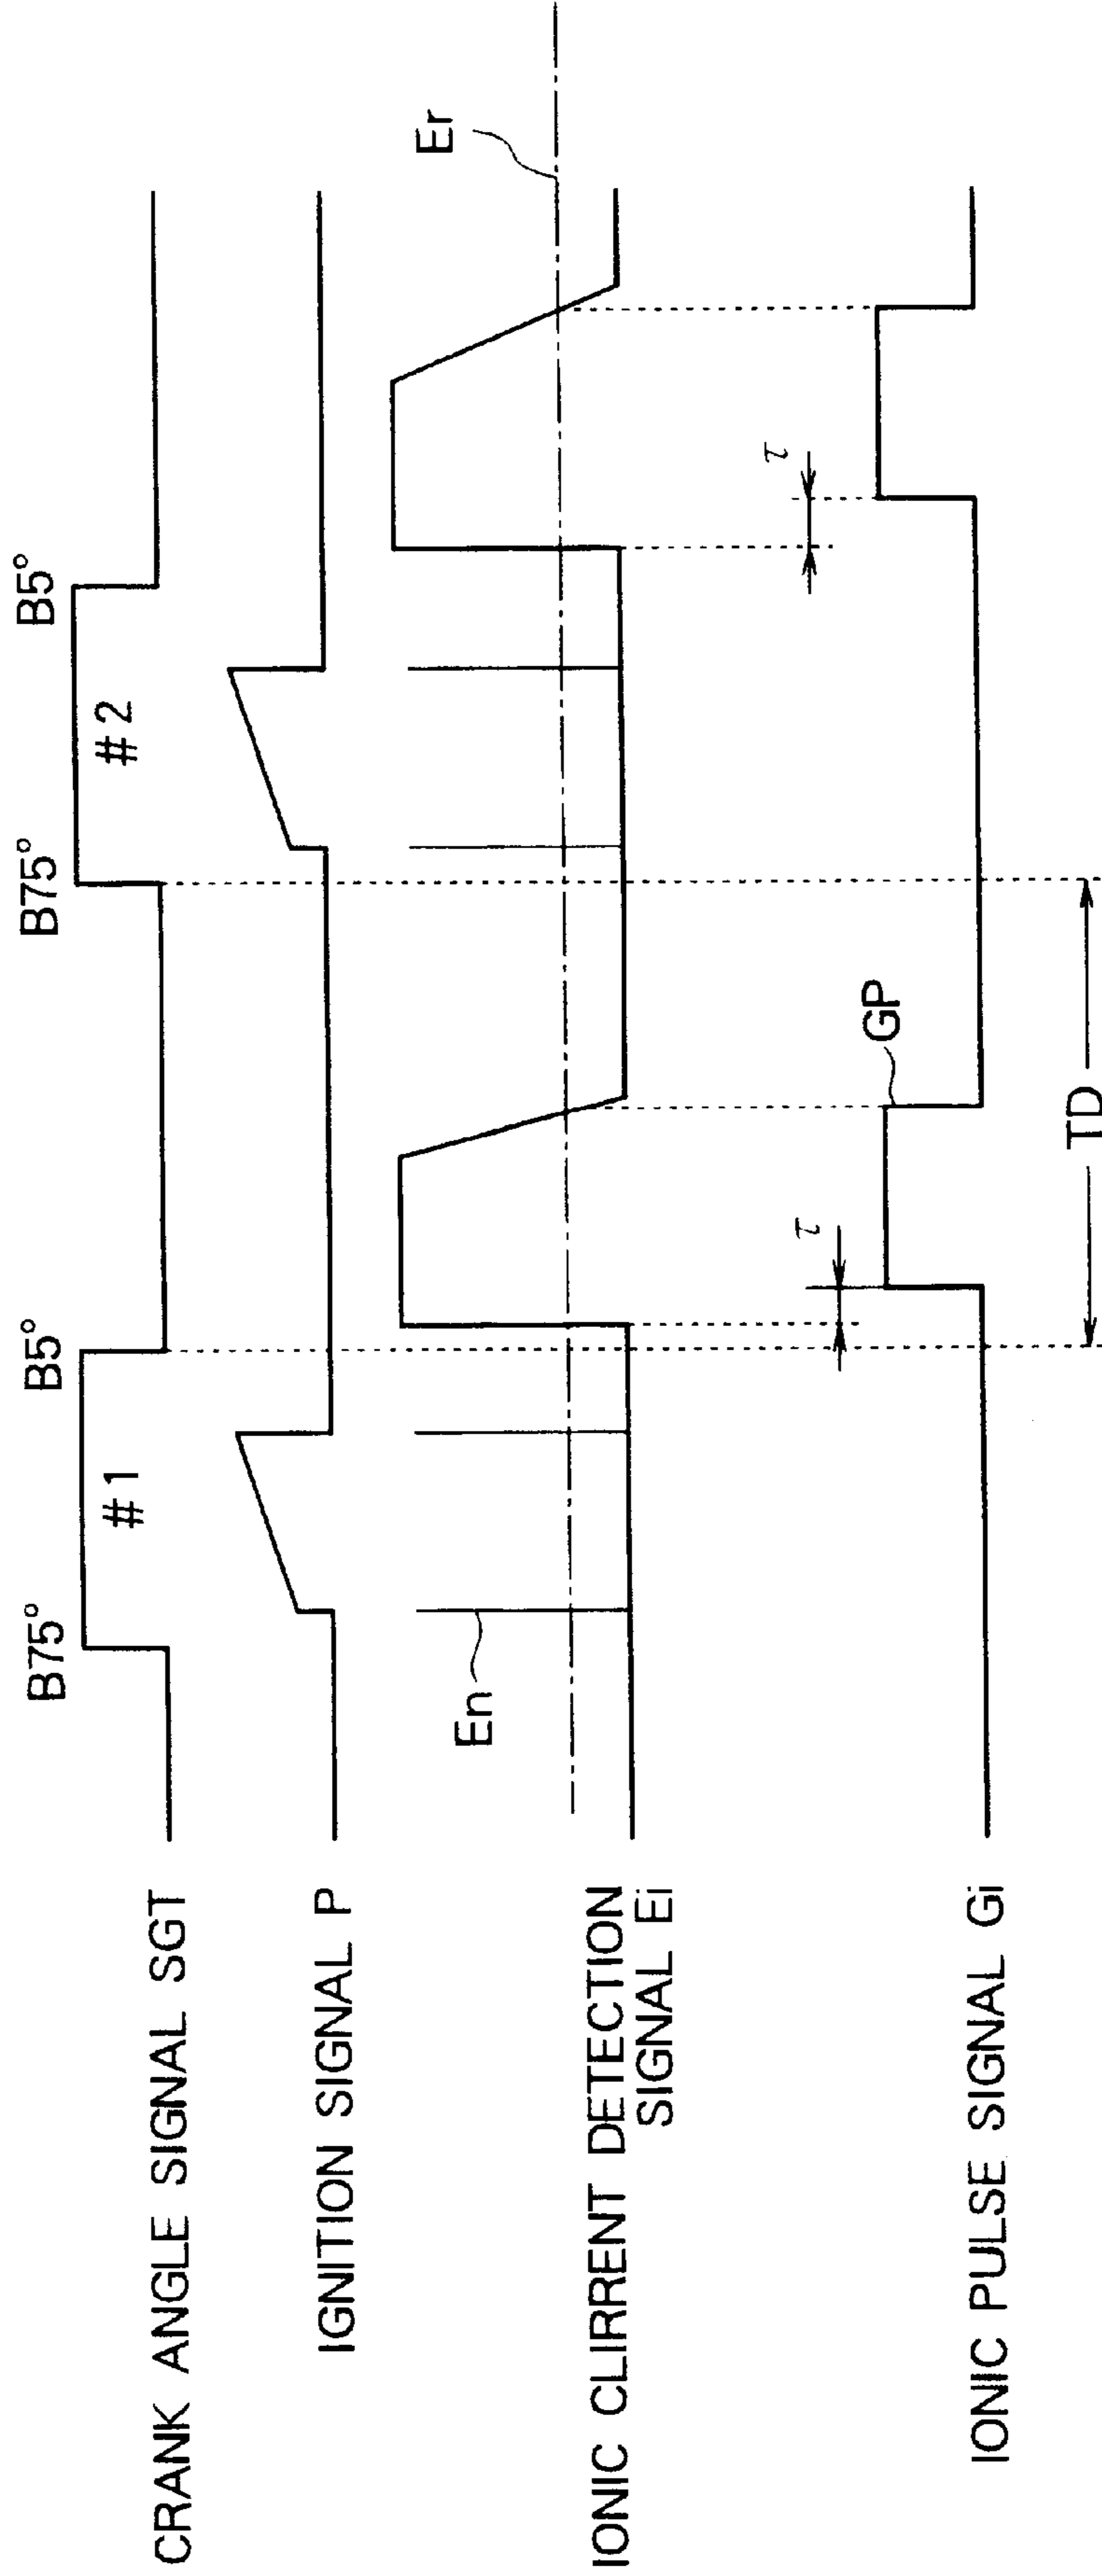 B75°
B5°
B75°
B5°
#1
#2
CRANK ANGLE SIGNAL SGT
IGNITION SIGNAL P
En
Er
IONIC CLIRRENT DETECTION
SIGNAL Ei
τ
τ
GP
IONIC PULSE SIGNAL Gi
TD